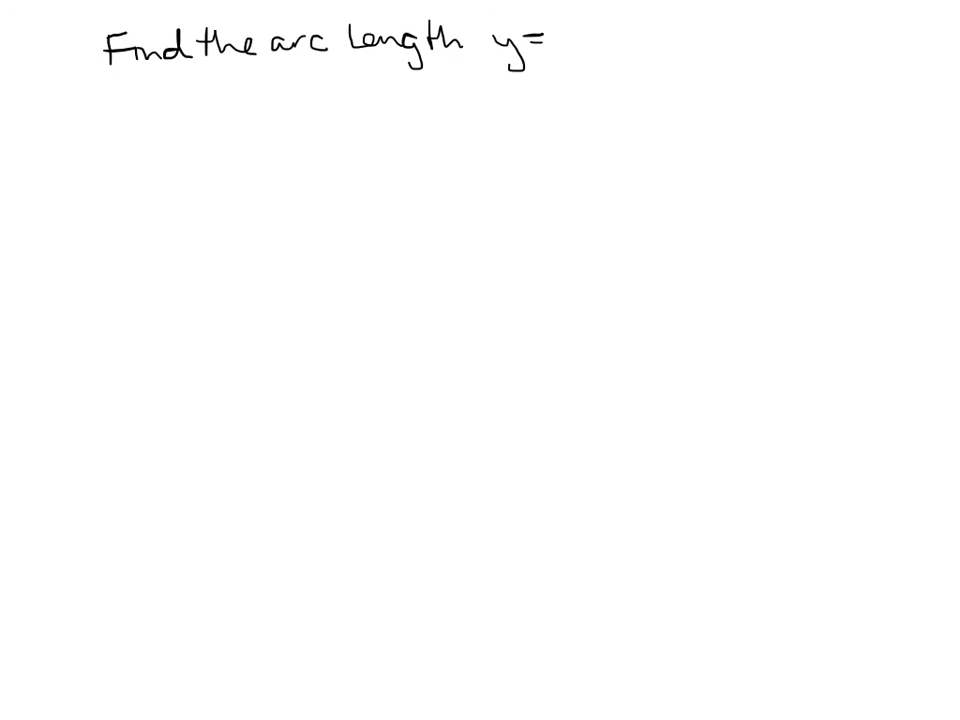 Find the arc length y=